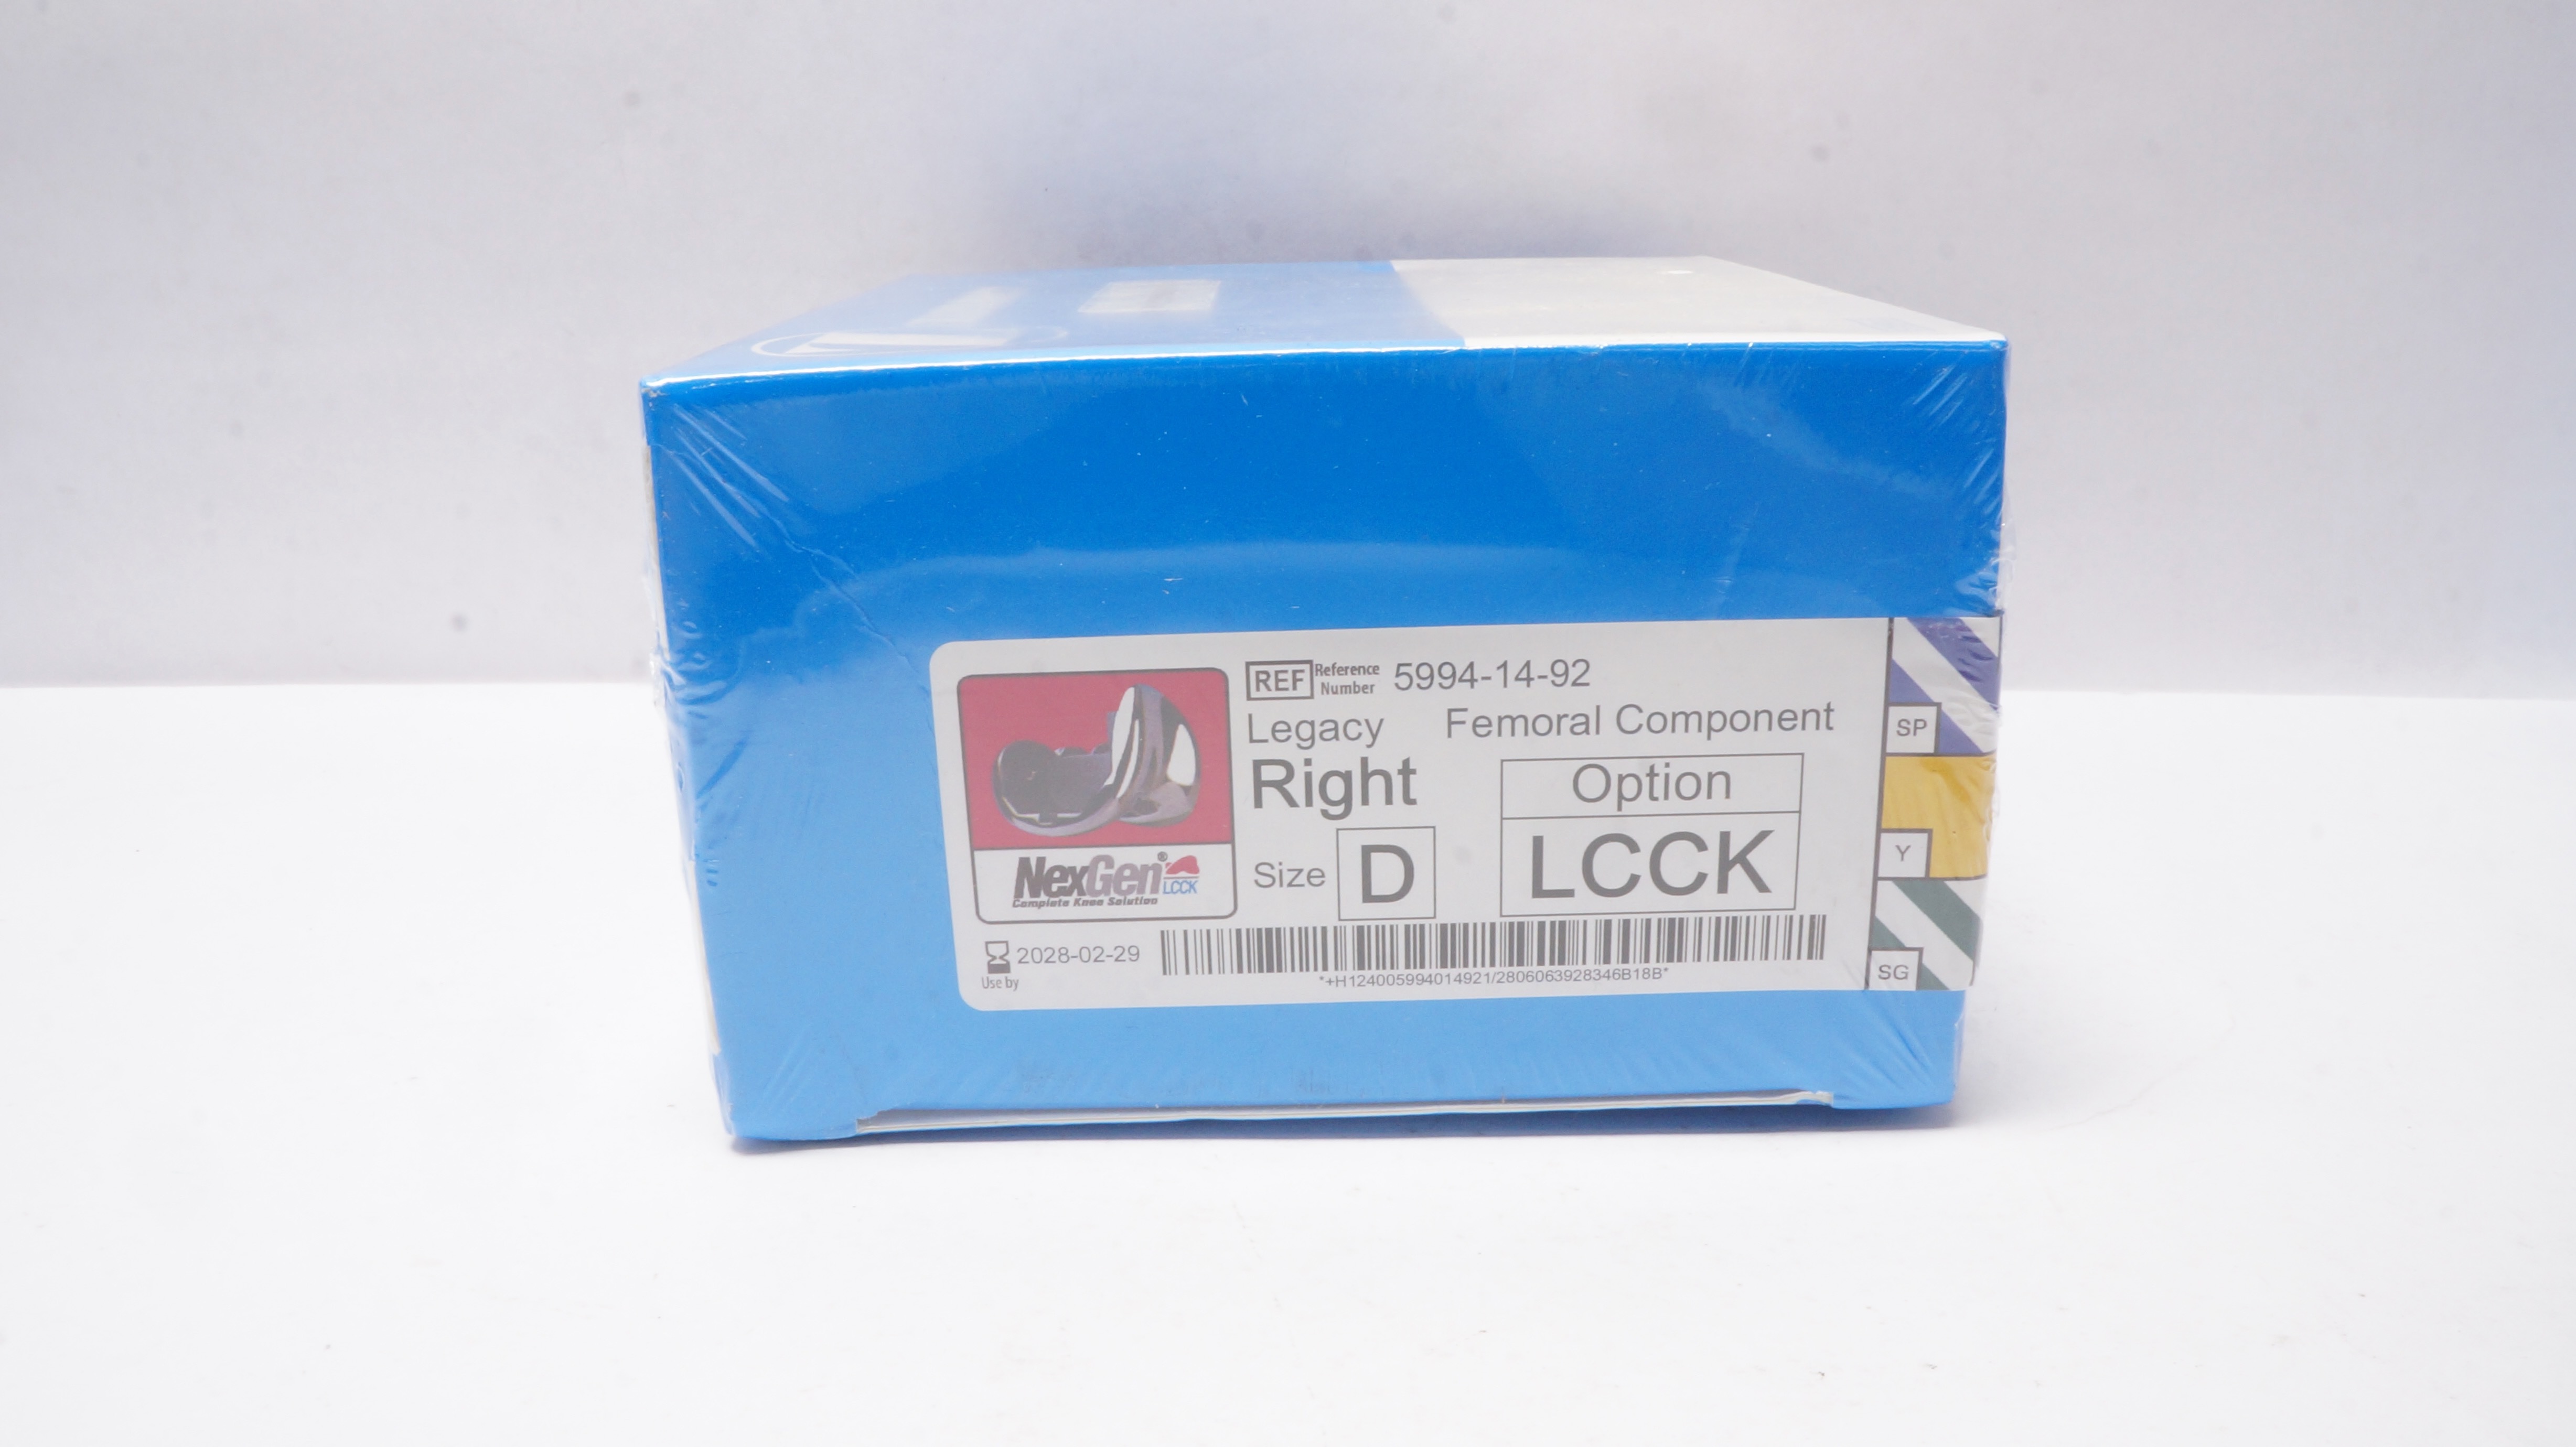 REF Reference Number 5994-14-92
Legacy Femoral Component
Right
Option
Size D
LCCK
NexGen® LCCK
Complete Knee Solution
2028-02-29
Use by
*+H124005994014921/2806063928346B18B*
SP
Y
SG